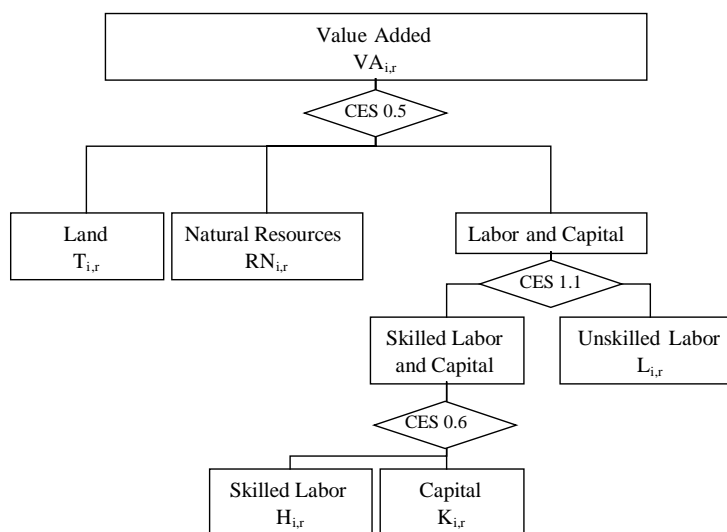 Value Added
VAi,r
CES 0.5
Land
Ti,r
Natural Resources
RNi,r
Labor and Capital
CES 1.1
Skilled Labor
and Capital
Unskilled Labor
Li,r
CES 0.6
Skilled Labor
Hi,r
Capital
Ki,r